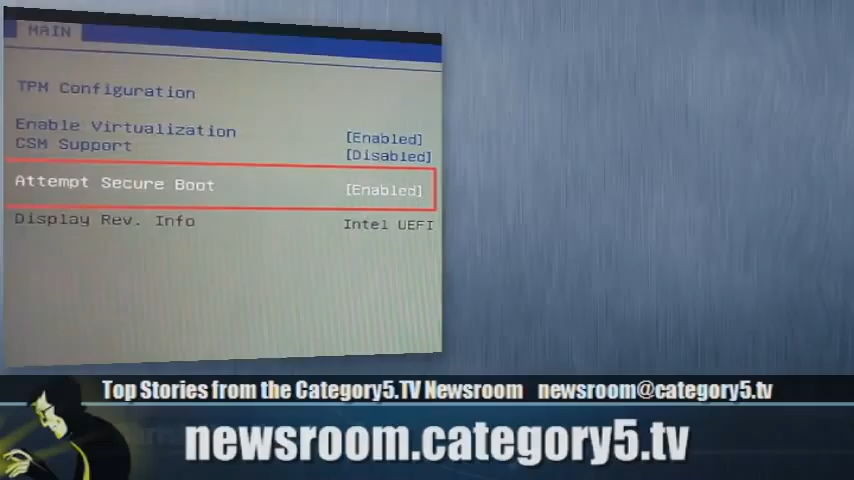 MAIN
TPM Configuration
Enable Virtualization [Enabled]
CSM Support [Disabled]
Attempt Secure Boot [Enabled]
Display Rev. Info Intel UEFI
Top Stories from the Category5.TV Newsroom newsroom@category5.tv
newsroom.category5.tv